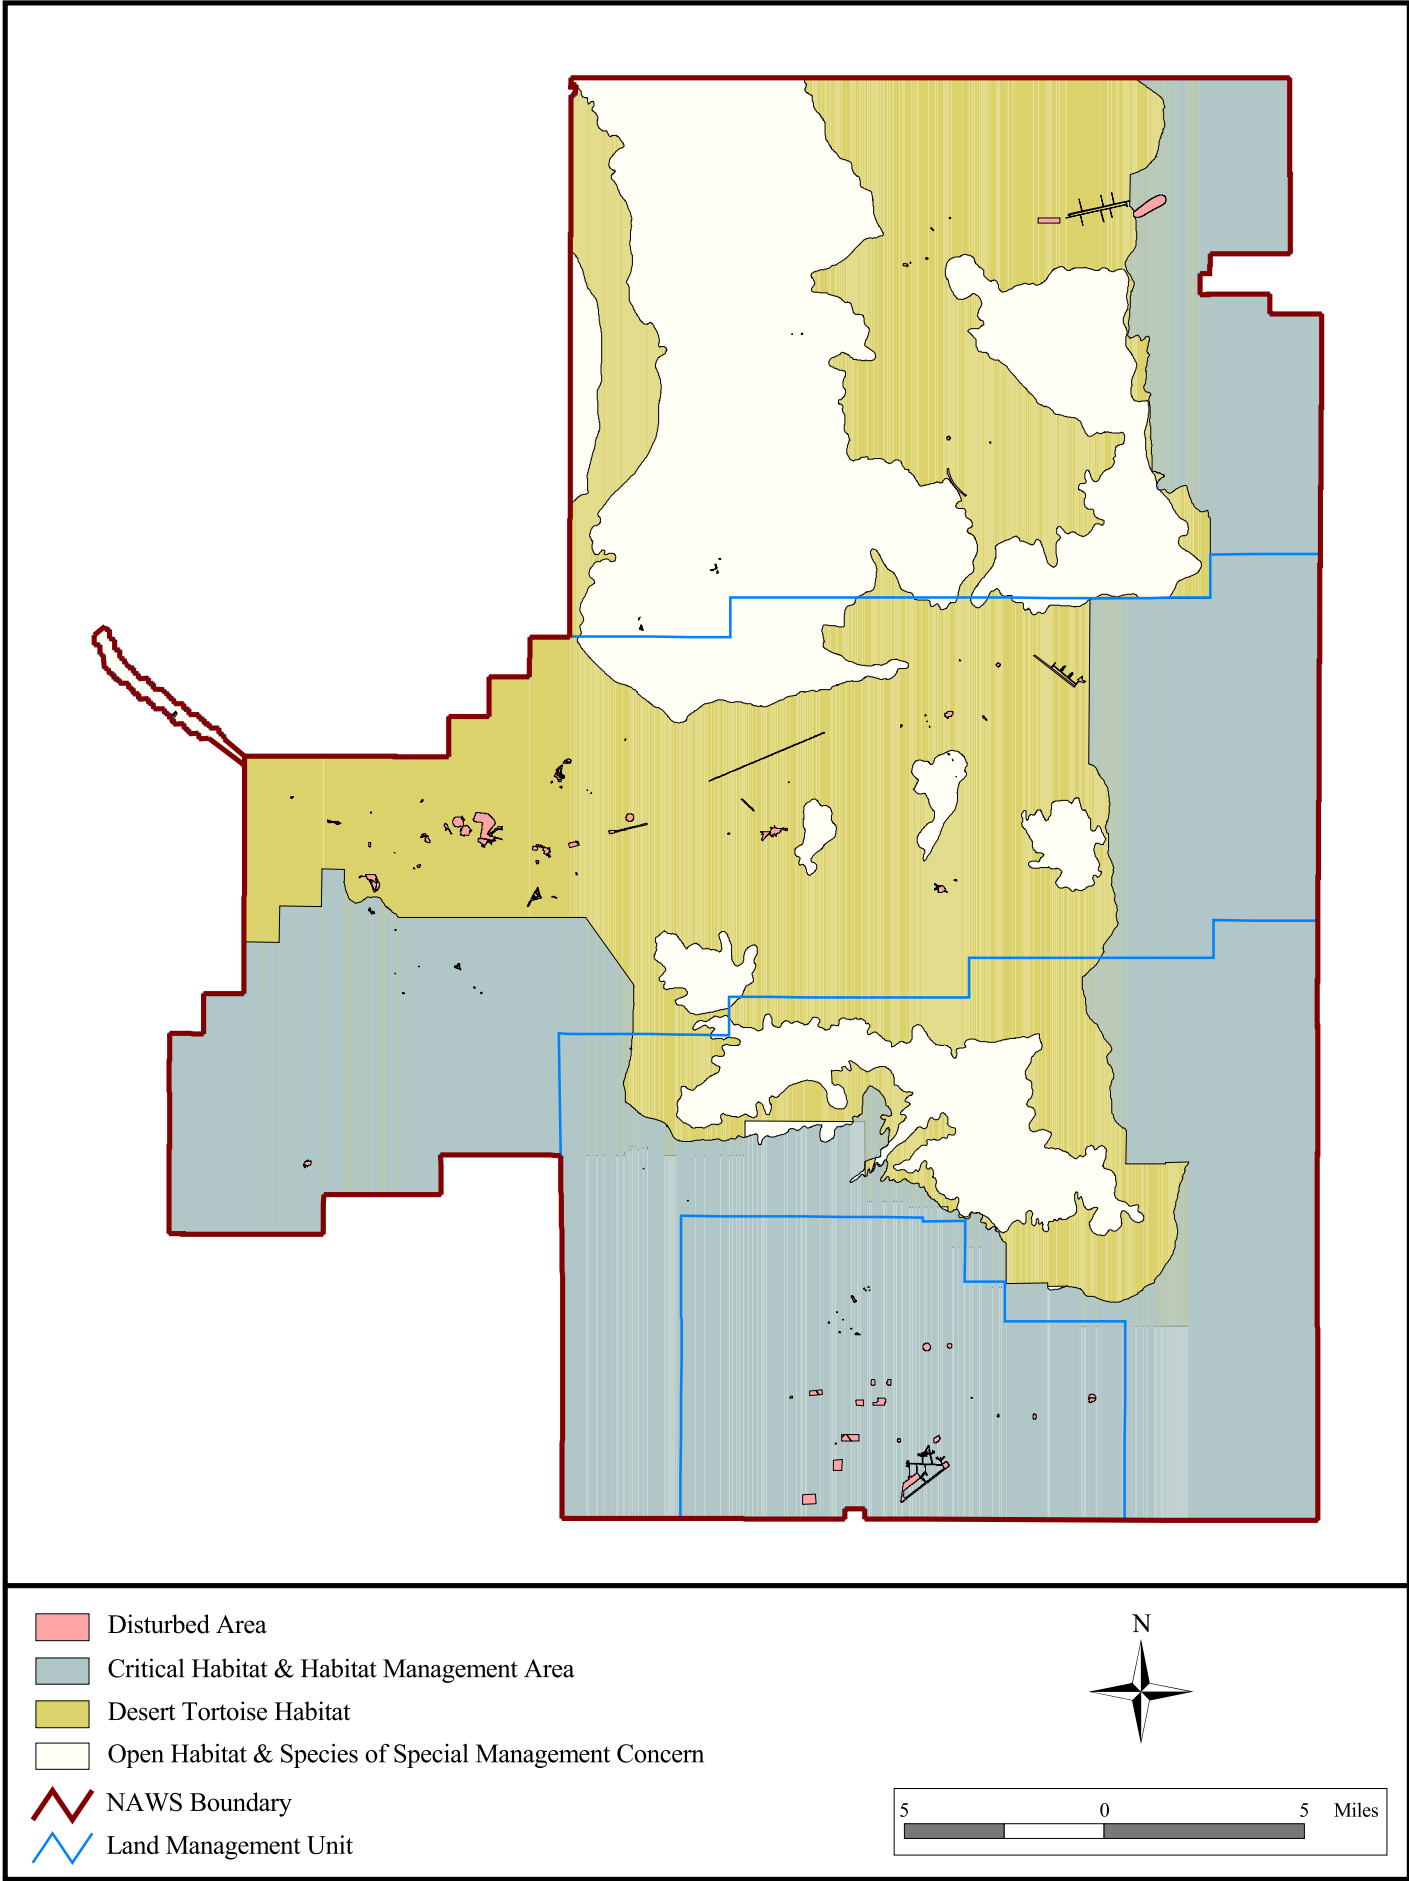 Disturbed Area
Critical Habitat & Habitat Management Area
Desert Tortoise Habitat
Open Habitat & Species of Special Management Concern
NAWS Boundary
Land Management Unit
N
5 0 5 Miles